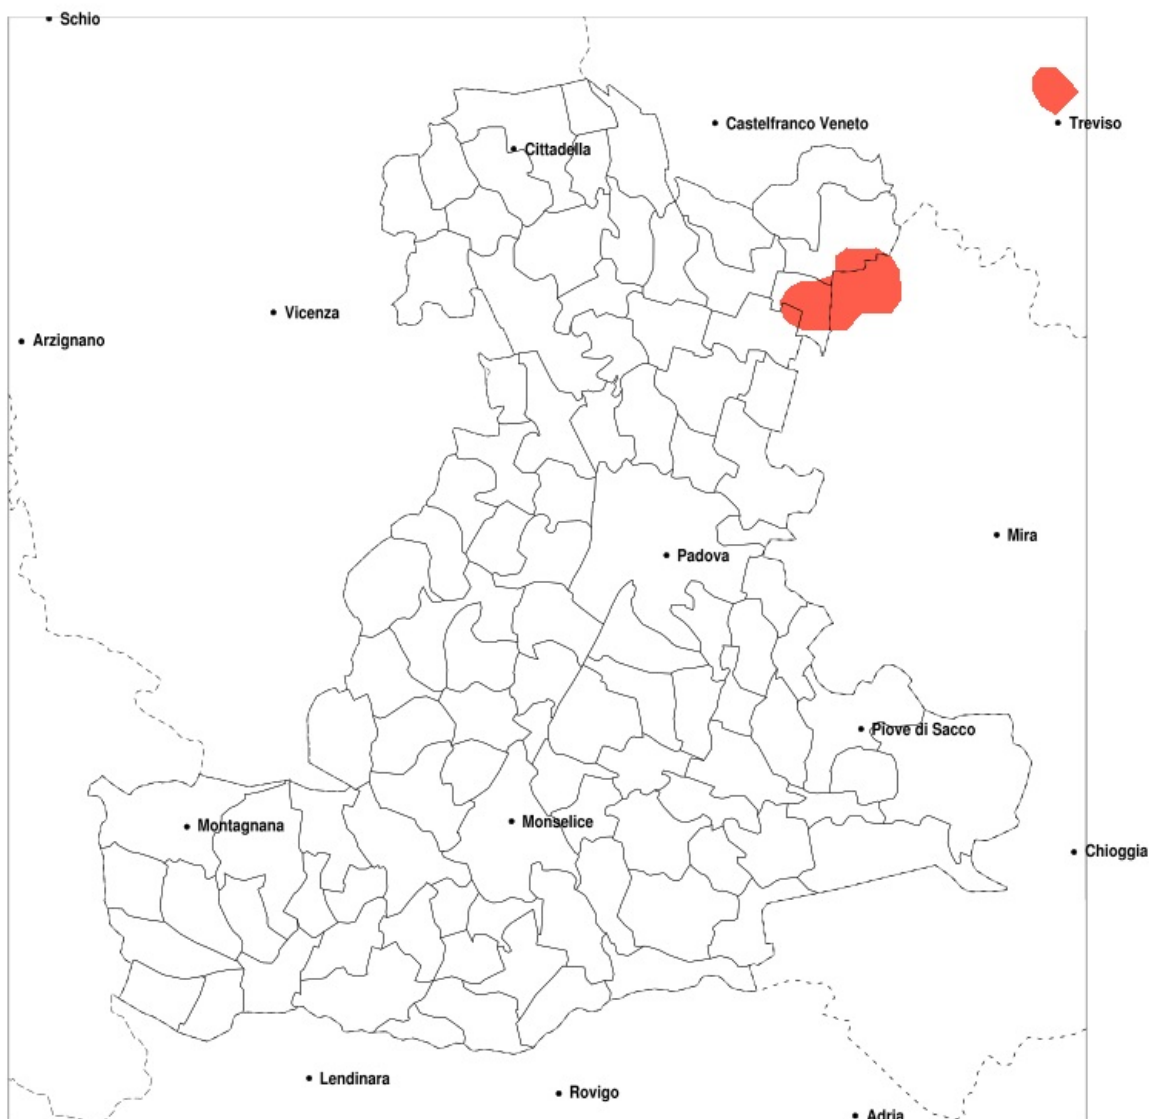 Schio
Castelfranco Veneto
Treviso
Cittadella
Vicenza
Arzignano
Mira
Padova
Piove di Sacco
Montagnana
Monselice
Chioggia
Lendinara
Rovigo
Adria